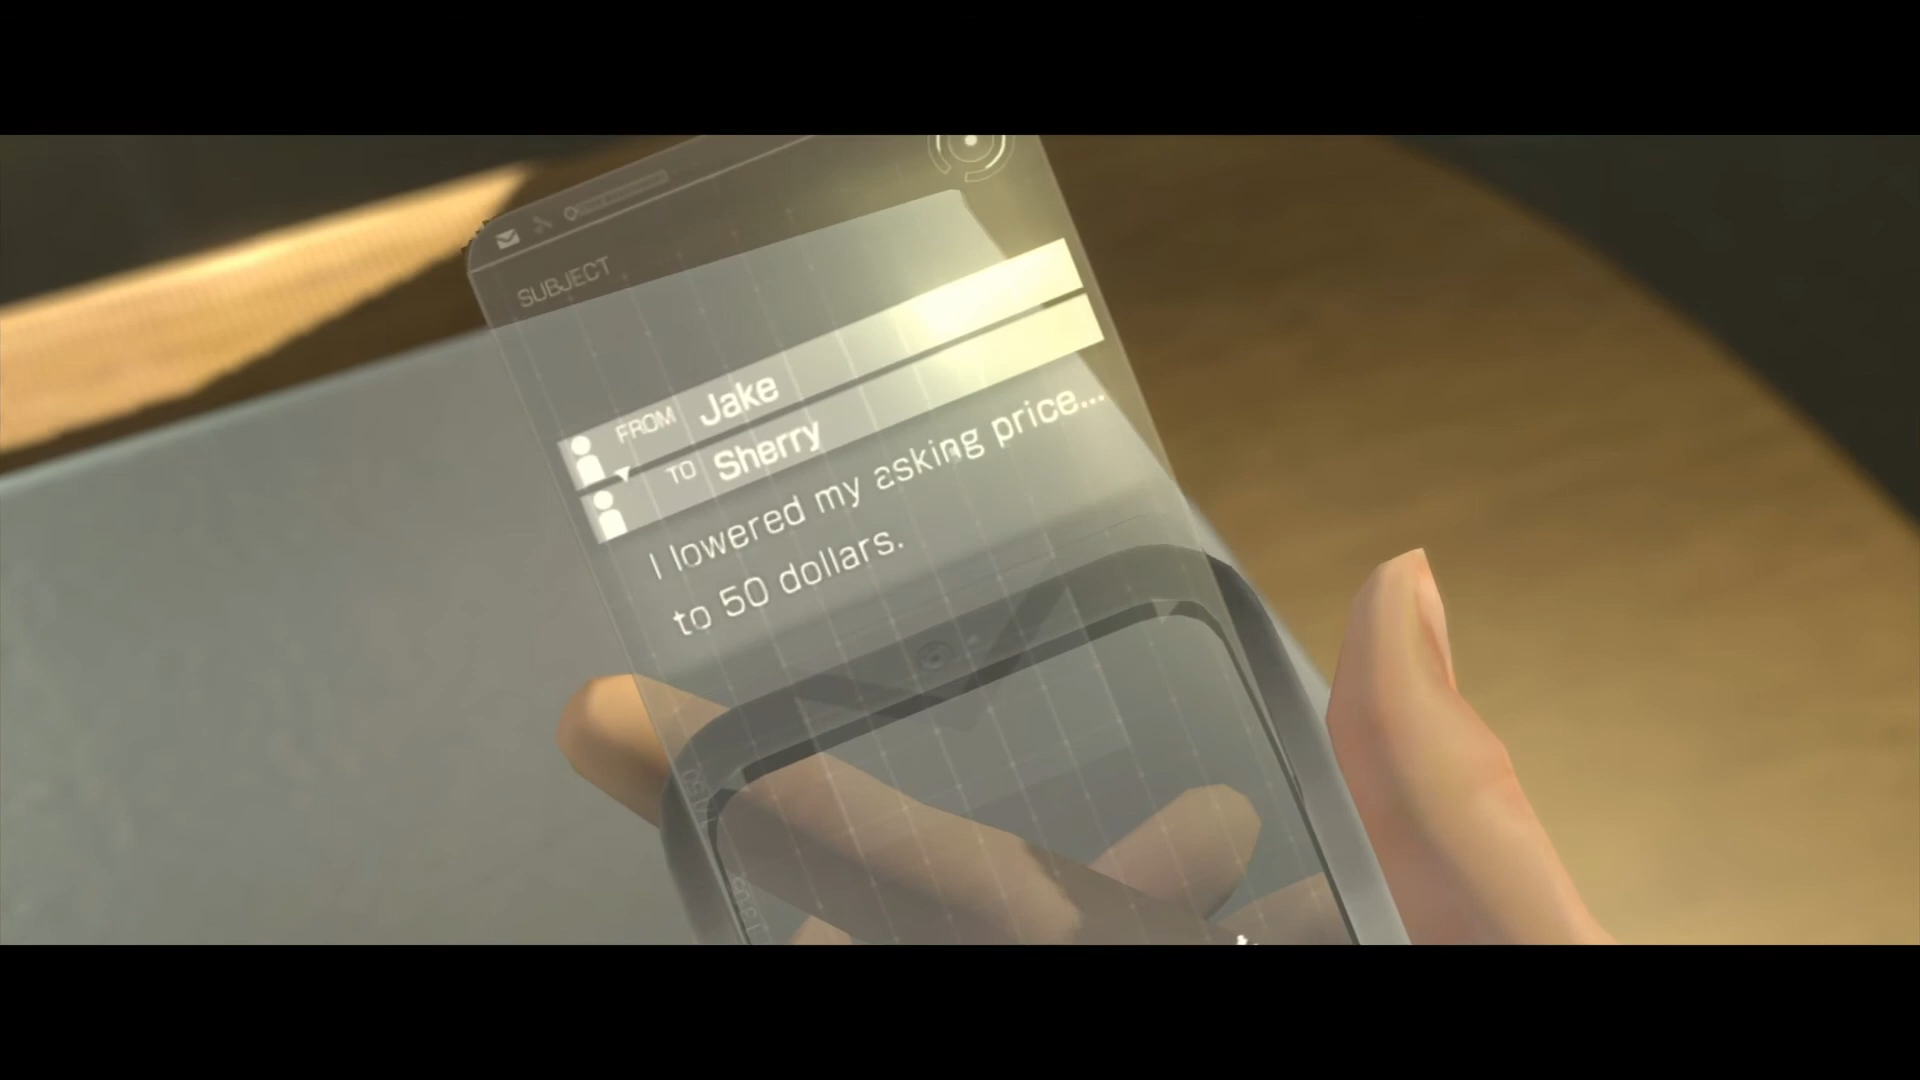 SUBJECT
FROM Jake
TO Sherry
I lowered my asking price...
to 50 dollars.